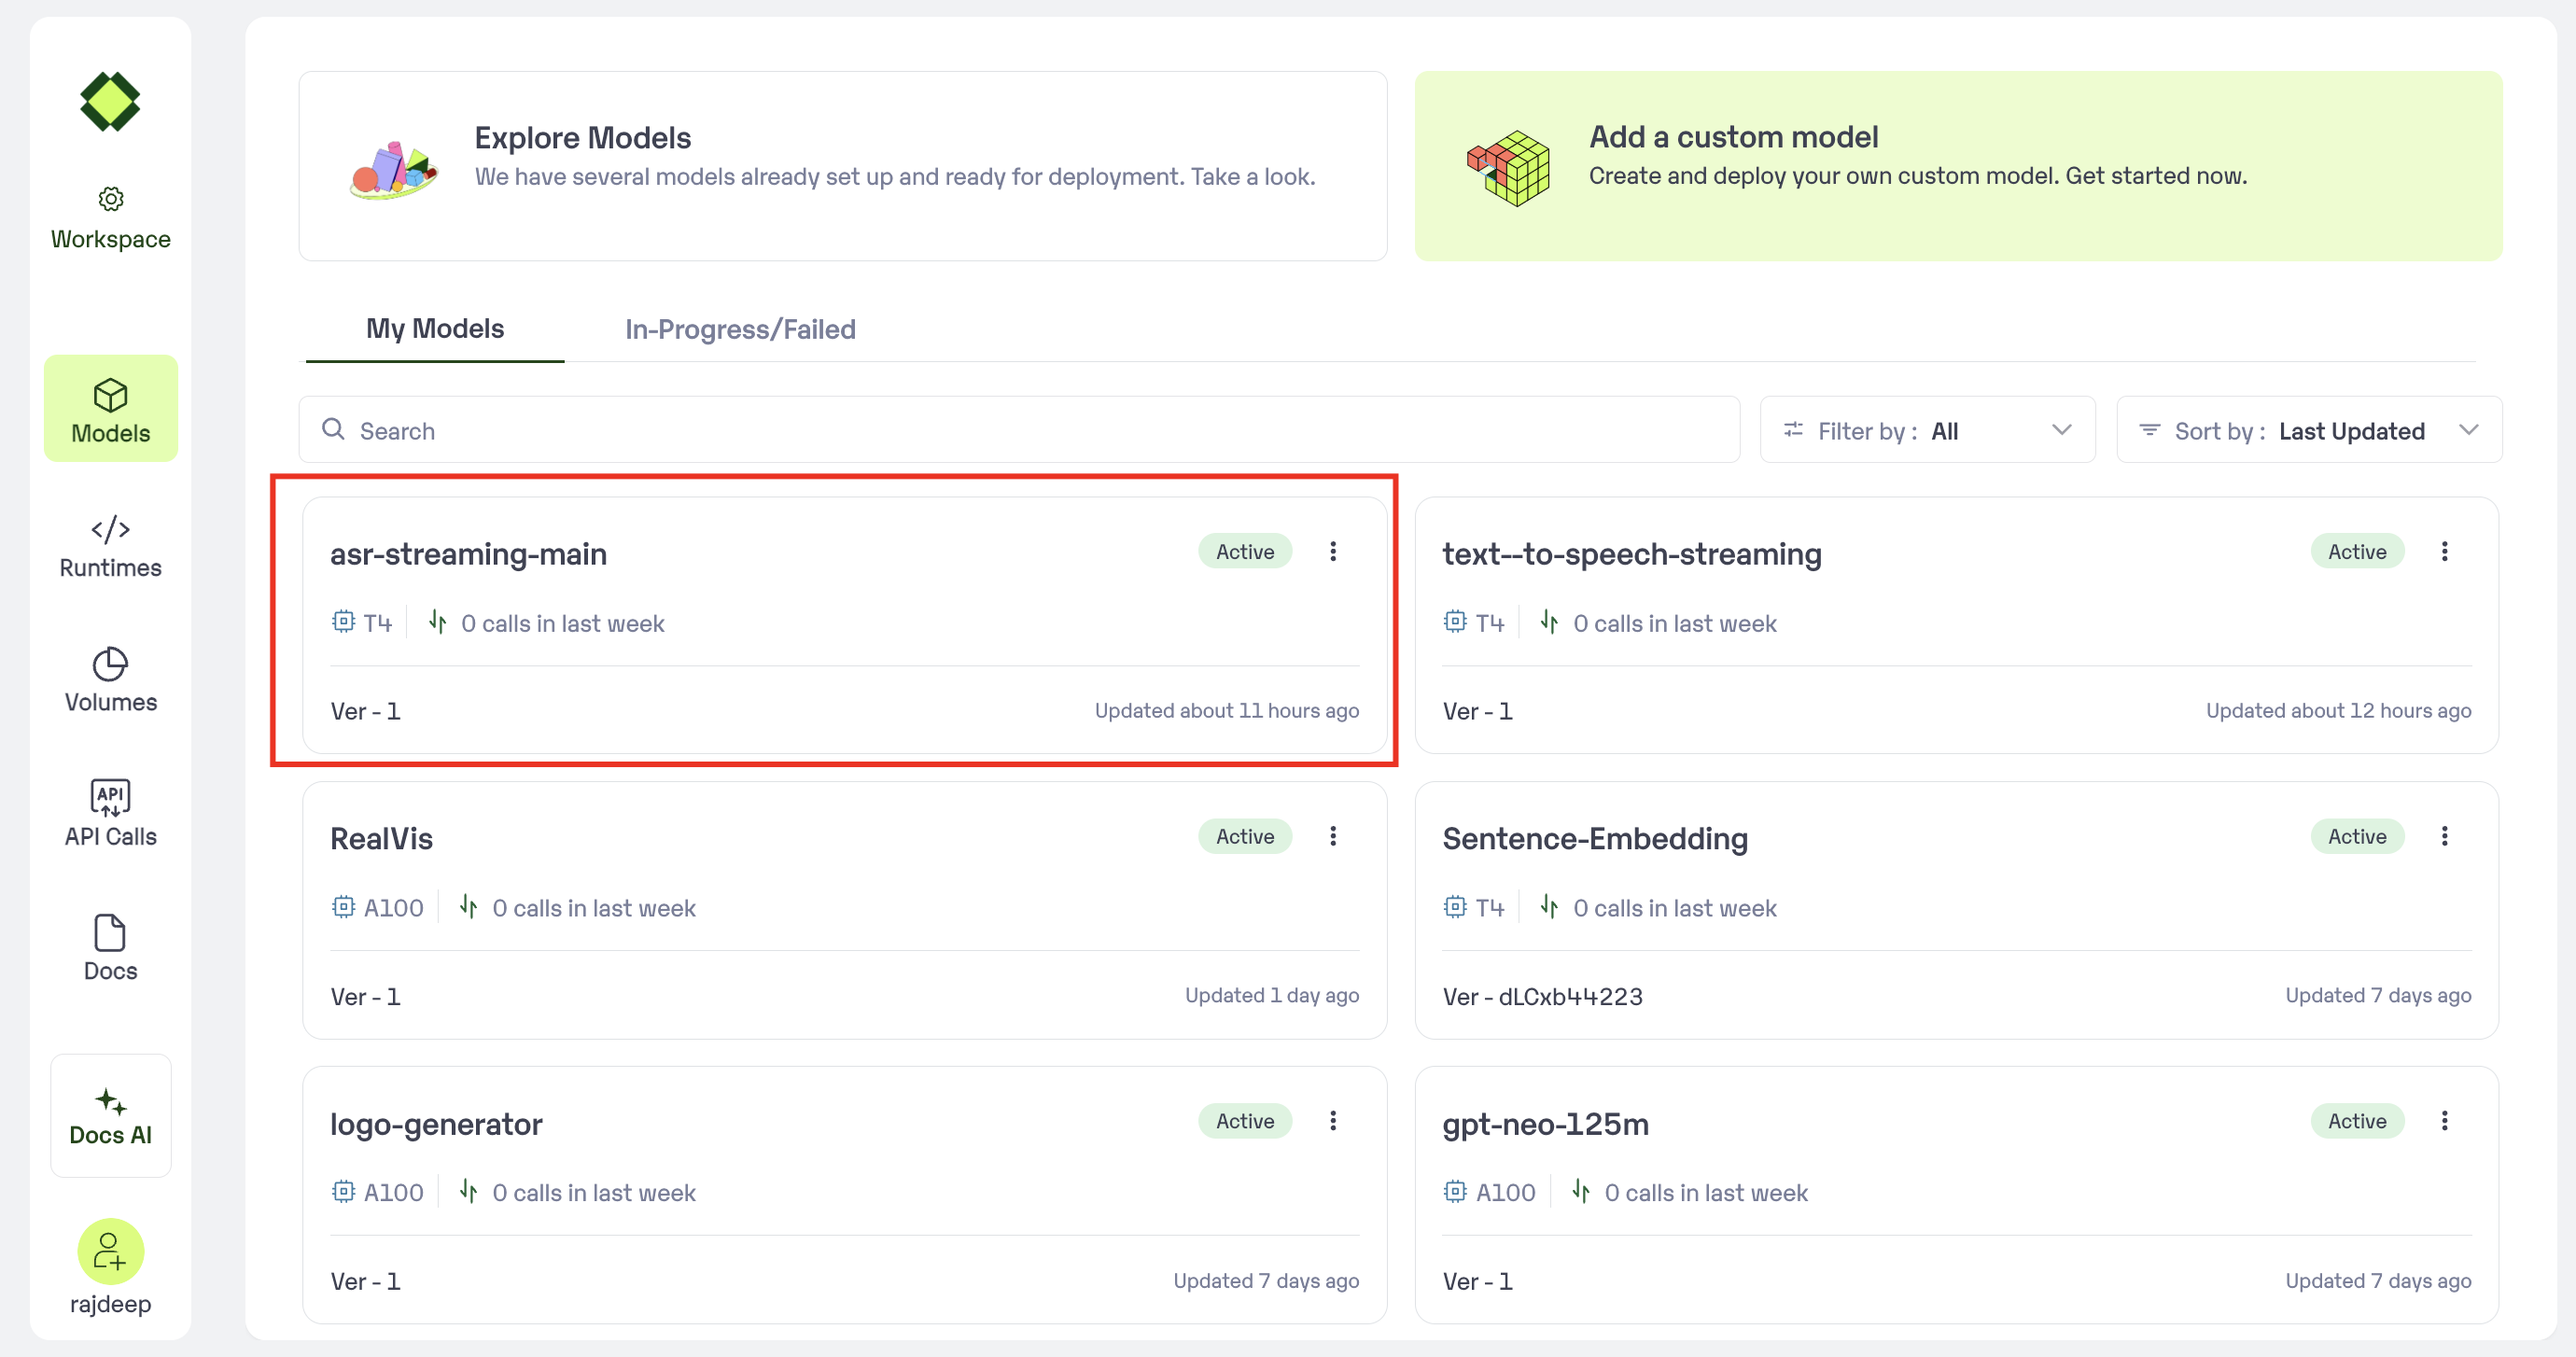 Workspace
Models
Runtimes
Volumes
API
API Calls
Docs
Docs AI
rajdeep
Explore Models
We have several models already set up and ready for deployment. Take a look.
Add a custom model
Create and deploy your own custom model. Get started now.
My Models
In-Progress/Failed
Search
Filter by : All
Sort by : Last Updated
asr-streaming-main
Active
T4
0 calls in last week
Ver - 1
Updated about 11 hours ago
text--to-speech-streaming
Active
T4
0 calls in last week
Ver - 1
Updated about 12 hours ago
RealVis
Active
A100
0 calls in last week
Ver - 1
Updated 1 day ago
Sentence-Embedding
Active
T4
0 calls in last week
Ver - dLCxb44223
Updated 7 days ago
logo-generator
Active
A100
0 calls in last week
Ver - 1
Updated 7 days ago
gpt-neo-125m
Active
A100
0 calls in last week
Ver - 1
Updated 7 days ago